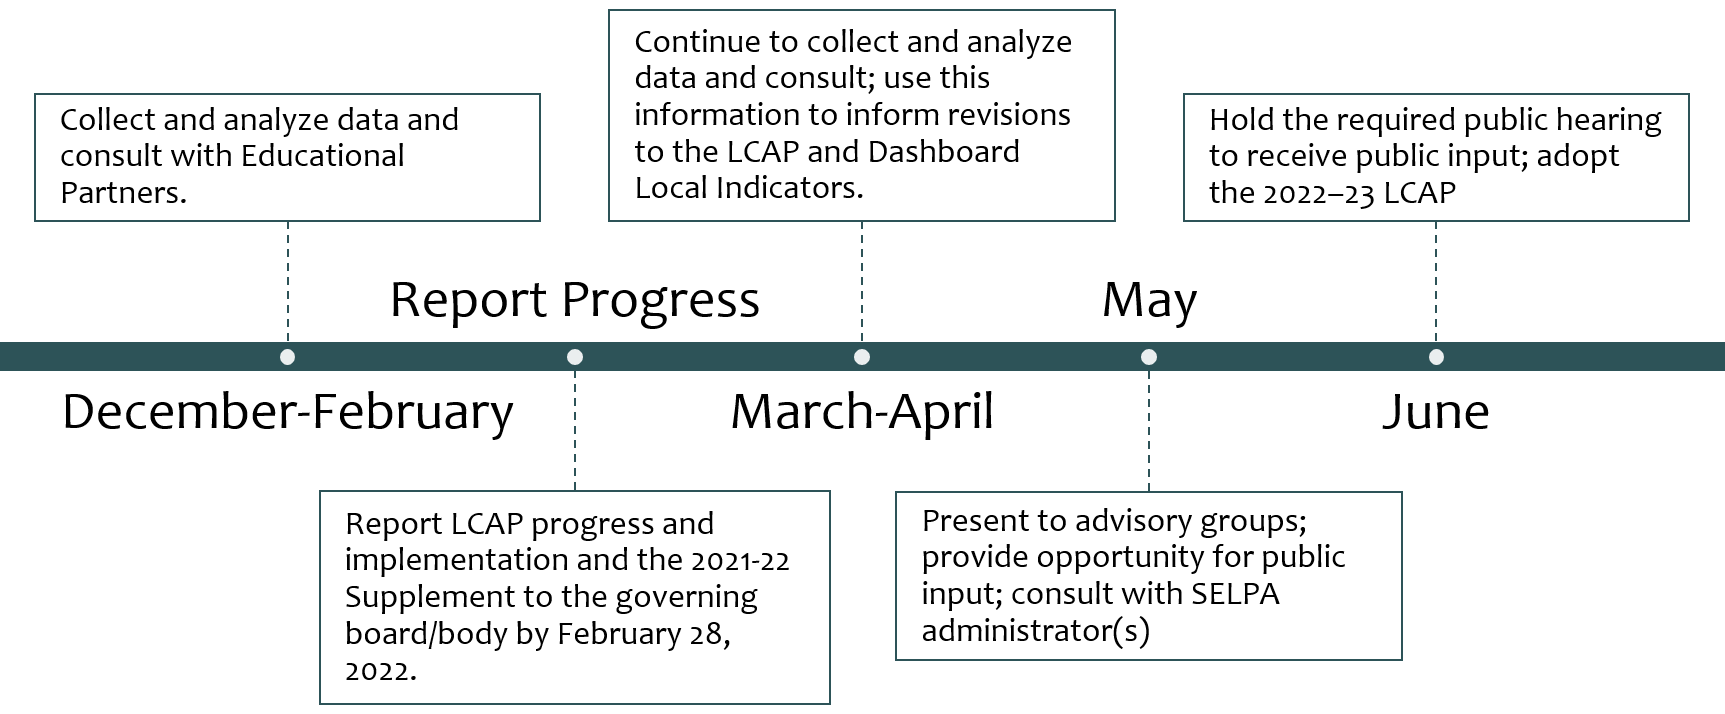 Collect and analyze data and
consult with Educational
Partners.
Continue to collect and analyze
data and consult; use this
information to inform revisions
to the LCAP and Dashboard
Local Indicators.
Hold the required public hearing
to receive public input; adopt
the 2022–23 LCAP
Report Progress
May
December-February
March-April
June
Report LCAP progress and
implementation and the 2021-22
Supplement to the governing
board/body by February 28,
2022.
Present to advisory groups;
provide opportunity for public
input; consult with SELPA
administrator(s)